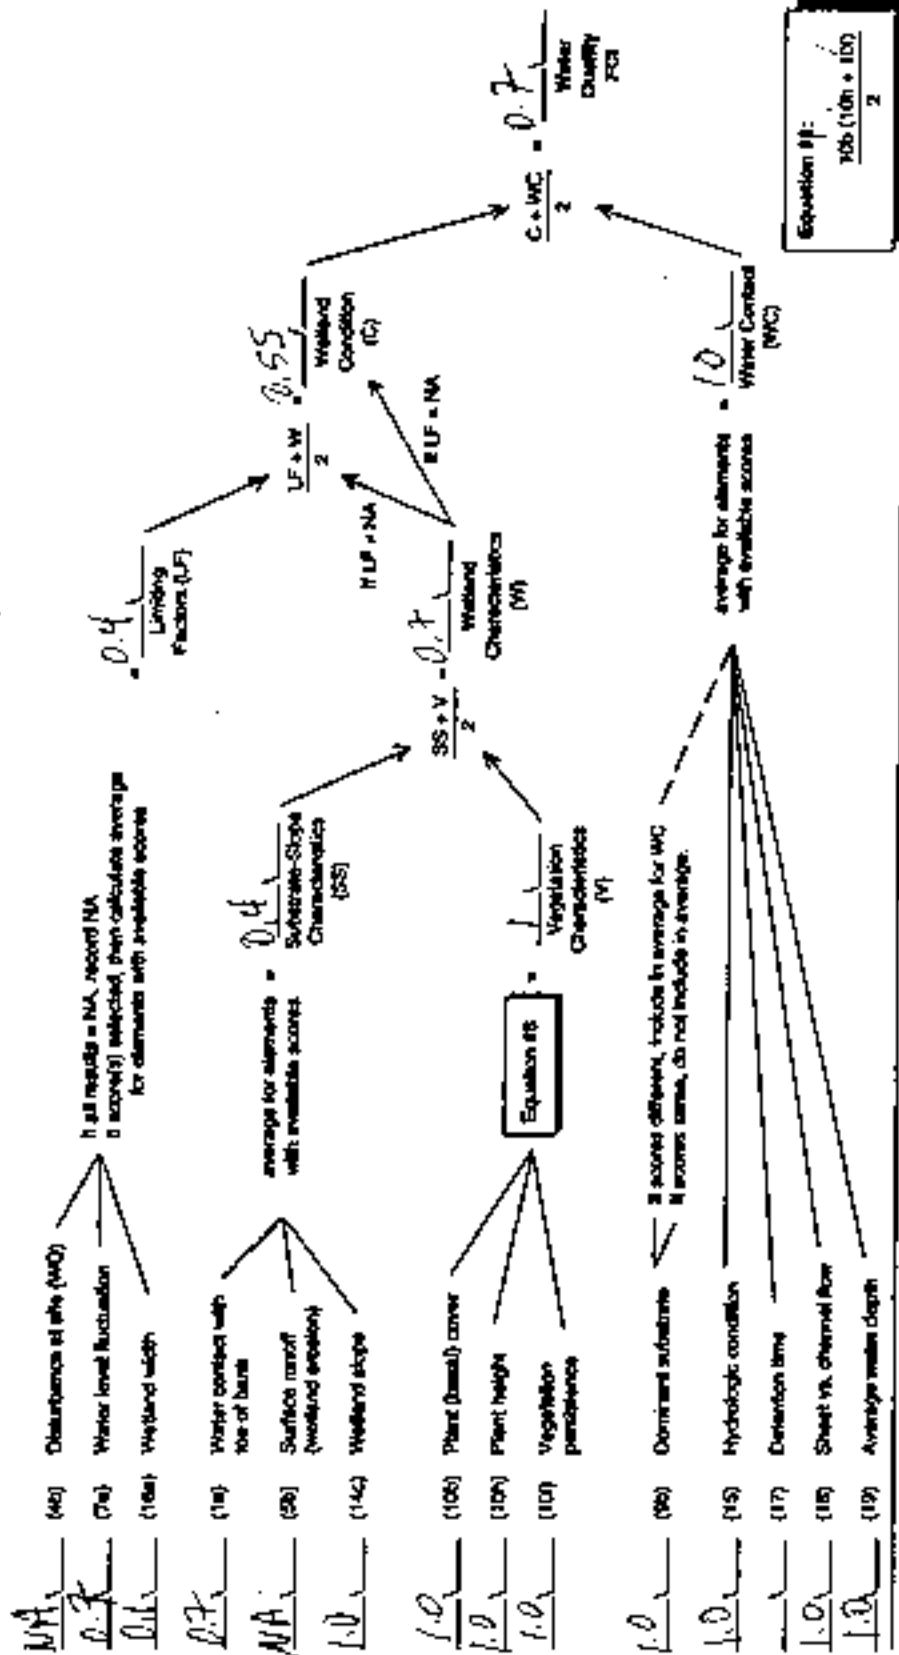 NA (4b) Disturbance at site (WQ)
0.7 (7a) Water level fluctuation
0.1 (16a) Wetland width
If all results = NA, record NA
If score(s) selected, then calculate average
for elements with available scores
= 0.4
Limiting
Factors (LF)
0.7 (1a) Water contact with
toe of bank
NA (5b) Surface runoff
(wetland erosion)
1.0 (14c) Wetland slope
average for elements
with available scores
= 0.4
Substrate-Slope
Characteristics
(SS)
1.0 (10b) Plant (basal) cover
1.0 (10h) Plant height
1.0 (10f) Vegetation
persistence
Equation #8
= 1
Vegetation
Characteristics
(V)
SS + V
2
= 0.7
Wetland
Characteristics
(W)
If LF ≠ NA
If LF = NA
LF + W
2
= 0.55
Wetland
Condition
(C)
1.0 (9b) Dominant substrate
If scores different, include in average for WC
If scores same, do not include in average.
1.0 (15) Hydrologic condition
(17) Detention time
1.0 (18) Sheet vs. channel flow
1.0 (19) Average water depth
average for elements
with available scores
= 1.0
Water Contact
(WC)
C + WC
2
= 0.7
Water
Quality
FCI
Equation #8:
10b (10h + 10f)
2